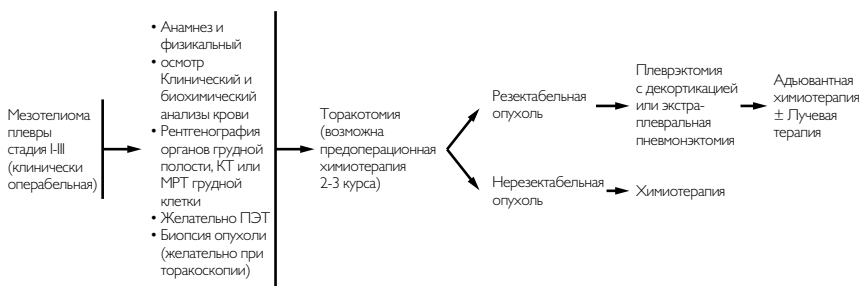 Мезотелиома
плевры
стадия I-III
(клинически
операбельная)
• Анамнез и
физикальный
• осмотр
Клинический и
биохимический
анализы крови
• Рентгенография
органов грудной
полости, КТ или
МРТ грудной
клетки
• Желательно ПЭТ
• Биопсия опухоли
(желательно при
торакоскопии)
Торакотомия
(возможна
предоперационная
химиотерапия
2-3 курса)
Резектабельная
опухоль
Плеврэктомия
с декортикацией
или экстра-
плевральная
пневмонэктомия
Адьювантная
химиотерапия
± Лучевая
терапия
Нерезектабельная
опухоль
Химиотерапия